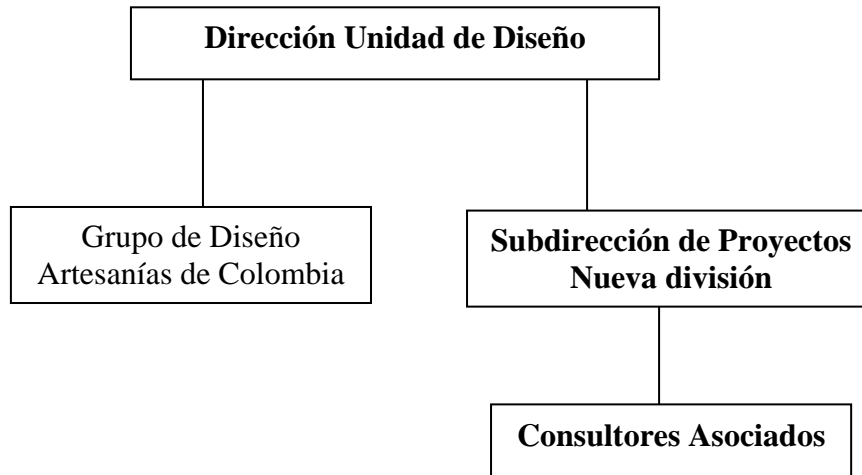 Dirección Unidad de Diseño
Grupo de Diseño
Artesanías de Colombia
Subdirección de Proyectos
Nueva división
Consultores Asociados